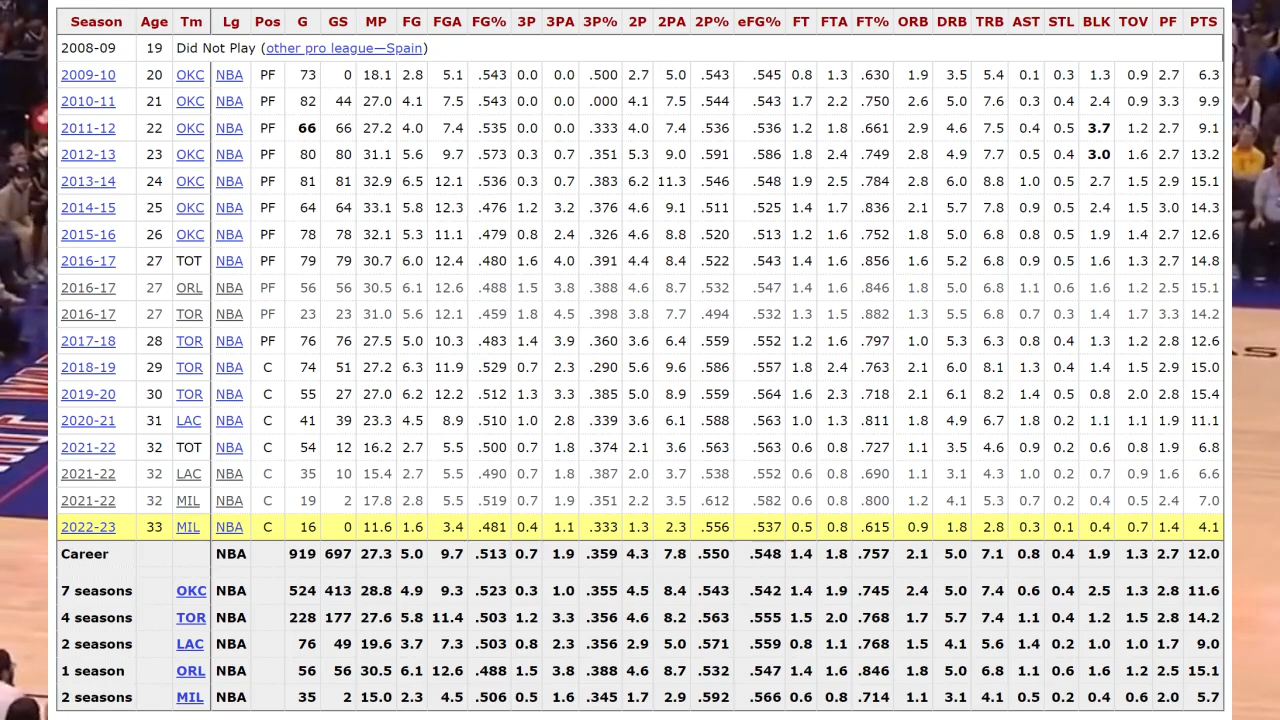 Season Age Tm Lg Pos G GS MP FG FGA FG% 3P 3PA 3P% 2P 2PA 2P% eFG% FT FTA FT% ORB DRB TRB AST STL BLK TOV PF PTS
2008-09 19 Did Not Play (other pro league—Spain)
2009-10 20 OKC NBA PF 73 0 18.1 2.8 5.1 .543 0.0 0.0 .500 2.7 5.0 .543 .545 0.8 1.3 .630 1.9 3.5 5.4 0.1 0.3 1.3 0.9 2.7 6.3
2010-11 21 OKC NBA PF 82 44 27.0 4.1 7.5 .543 0.0 0.0 .000 4.1 7.5 .544 .543 1.7 2.2 .750 2.6 5.0 7.6 0.3 0.4 2.4 0.9 3.3 9.9
2011-12 22 OKC NBA PF 66 66 27.2 4.0 7.4 .535 0.0 0.0 .333 4.0 7.4 .536 .536 1.2 1.8 .661 2.9 4.6 7.5 0.4 0.5 3.7 1.2 2.7 9.1
2012-13 23 OKC NBA PF 80 80 31.1 5.6 9.7 .573 0.3 0.7 .351 5.3 9.0 .591 .586 1.8 2.4 .749 2.8 4.9 7.7 0.5 0.4 3.0 1.6 2.7 13.2
2013-14 24 OKC NBA PF 81 81 32.9 6.5 12.1 .536 0.3 0.7 .383 6.2 11.3 .546 .548 1.9 2.5 .784 2.8 6.0 8.8 1.0 0.5 2.7 1.5 2.9 15.1
2014-15 25 OKC NBA PF 64 64 33.1 5.8 12.3 .476 1.2 3.2 .376 4.6 9.1 .511 .525 1.4 1.7 .836 2.1 5.7 7.8 0.9 0.5 2.4 1.5 3.0 14.3
2015-16 26 OKC NBA PF 78 78 32.1 5.3 11.1 .479 0.8 2.4 .326 4.6 8.8 .520 .513 1.2 1.6 .752 1.8 5.0 6.8 0.8 0.5 1.9 1.4 2.7 12.6
2016-17 27 TOT NBA PF 79 79 30.7 6.0 12.4 .480 1.6 4.0 .391 4.4 8.4 .522 .543 1.4 1.6 .856 1.6 5.2 6.8 0.9 0.5 1.6 1.3 2.7 14.8
2016-17 27 ORL NBA PF 56 56 30.5 6.1 12.6 .488 1.5 3.8 .388 4.6 8.7 .532 .547 1.4 1.6 .846 1.8 5.0 6.8 1.1 0.6 1.6 1.2 2.5 15.1
2016-17 27 TOR NBA PF 23 23 31.0 5.6 12.1 .459 1.8 4.5 .398 3.8 7.7 .494 .532 1.3 1.5 .882 1.3 5.5 6.8 0.7 0.3 1.4 1.7 3.3 14.2
2017-18 28 TOR NBA PF 76 76 27.5 5.0 10.3 .483 1.4 3.9 .360 3.6 6.4 .559 .552 1.2 1.6 .797 1.0 5.3 6.3 0.8 0.4 1.3 1.2 2.8 12.6
2018-19 29 TOR NBA C 74 51 27.2 6.3 11.9 .529 0.7 2.3 .290 5.6 9.6 .586 .557 1.8 2.4 .763 2.1 6.0 8.1 1.3 0.4 1.4 1.5 2.9 15.0
2019-20 30 TOR NBA C 55 27 27.0 6.2 12.2 .512 1.3 3.3 .385 5.0 8.9 .559 .564 1.6 2.3 .718 2.1 6.1 8.2 1.4 0.5 0.8 2.0 2.8 15.4
2020-21 31 LAC NBA C 41 39 23.3 4.5 8.9 .510 1.0 2.8 .339 3.6 6.1 .588 .563 1.0 1.3 .811 1.8 4.9 6.7 1.8 0.2 1.1 1.1 1.9 11.1
2021-22 32 TOT NBA C 54 12 16.2 2.7 5.5 .500 0.7 1.8 .374 2.1 3.6 .563 .563 0.6 0.8 .727 1.1 3.5 4.6 0.9 0.2 0.6 0.8 1.9 6.8
2021-22 32 LAC NBA C 35 10 15.4 2.7 5.5 .490 0.7 1.8 .387 2.0 3.7 .538 .552 0.6 0.8 .690 1.1 3.1 4.3 1.0 0.2 0.7 0.9 1.6 6.6
2021-22 32 MIL NBA C 19 2 17.8 2.8 5.5 .519 0.7 1.9 .351 2.2 3.5 .612 .582 0.6 0.8 .800 1.2 4.1 5.3 0.7 0.2 0.4 0.5 2.4 7.0
2022-23 33 MIL NBA C 16 0 11.6 1.6 3.4 .481 0.4 1.1 .333 1.3 2.3 .556 .537 0.5 0.8 .615 0.9 1.8 2.8 0.3 0.1 0.4 0.7 1.4 4.1
Career NBA 919 697 27.3 5.0 9.7 .513 0.7 1.9 .359 4.3 7.8 .550 .548 1.4 1.8 .757 2.1 5.0 7.1 0.8 0.4 1.9 1.3 2.7 12.0
7 seasons OKC NBA 524 413 28.8 4.9 9.3 .523 0.3 1.0 .355 4.5 8.4 .543 .542 1.4 1.9 .745 2.4 5.0 7.4 0.6 0.4 2.5 1.3 2.8 11.6
4 seasons TOR NBA 228 177 27.6 5.8 11.4 .503 1.2 3.3 .356 4.6 8.2 .563 .555 1.5 2.0 .768 1.7 5.7 7.4 1.1 0.4 1.2 1.5 2.8 14.2
2 seasons LAC NBA 76 49 19.6 3.7 7.3 .503 0.8 2.3 .356 2.9 5.0 .571 .559 0.8 1.1 .768 1.5 4.1 5.6 1.4 0.2 1.0 1.0 1.7 9.0
1 season ORL NBA 56 56 30.5 6.1 12.6 .488 1.5 3.8 .388 4.6 8.7 .532 .547 1.4 1.6 .846 1.8 5.0 6.8 1.1 0.6 1.6 1.2 2.5 15.1
2 seasons MIL NBA 35 2 15.0 2.3 4.5 .506 0.5 1.6 .345 1.7 2.9 .592 .566 0.6 0.8 .714 1.1 3.1 4.1 0.5 0.2 0.4 0.6 2.0 5.7